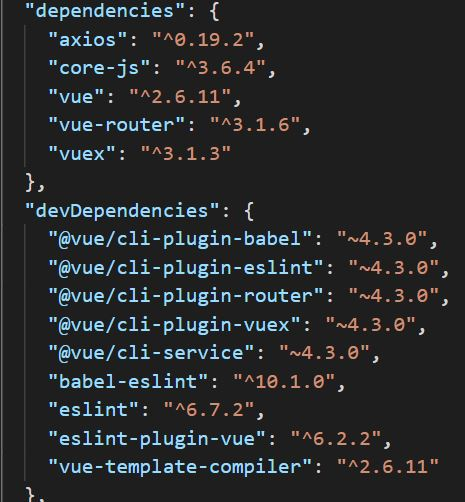 "dependencies": {
"axios": "^0.19.2",
"core-js": "^3.6.4",
"vue": "^2.6.11",
"vue-router": "^3.1.6",
"vuex": "^3.1.3"
},
"devDependencies": {
"@vue/cli-plugin-babel": "~4.3.0",
"@vue/cli-plugin-eslint": "~4.3.0",
"@vue/cli-plugin-router": "~4.3.0",
"@vue/cli-plugin-vuex": "~4.3.0",
"@vue/cli-service": "~4.3.0",
"babel-eslint": "^10.1.0",
"eslint": "^6.7.2",
"eslint-plugin-vue": "^6.2.2",
"vue-template-compiler": "^2.6.11"
},